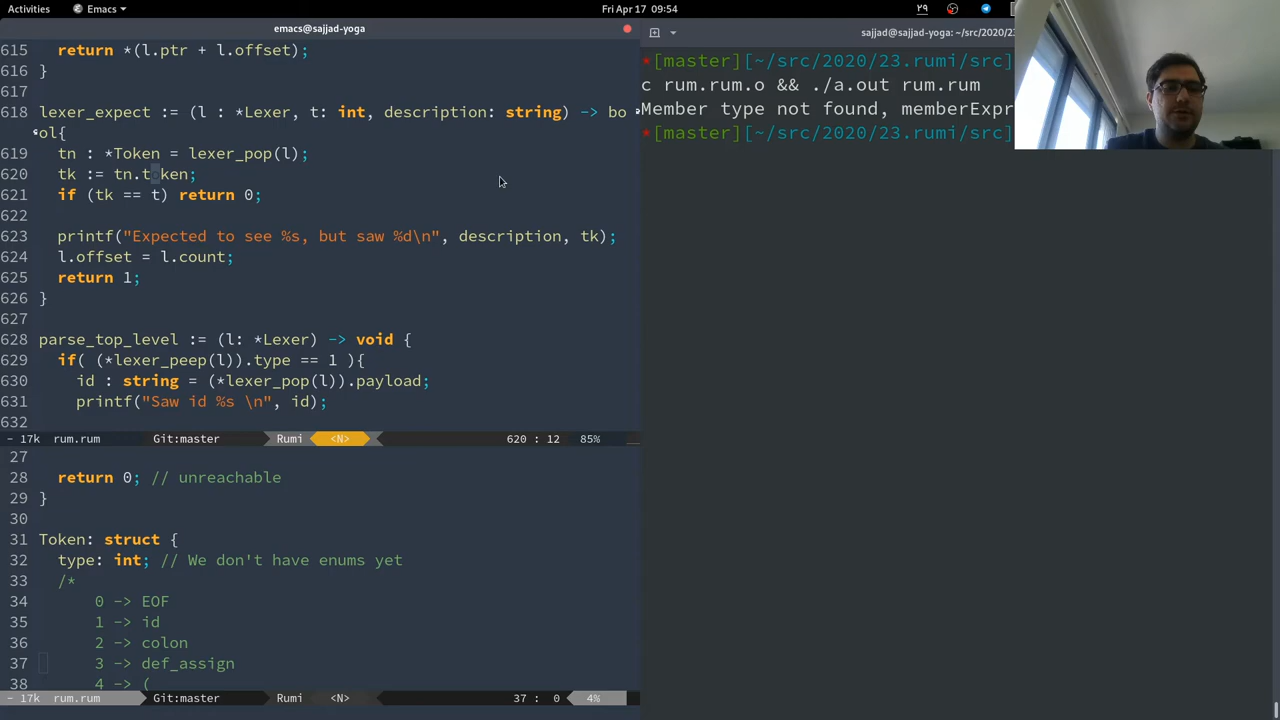 Activities Emacs ▾ Fri Apr 17 09:54 ۲۹
emacs@sajjad-yoga
615 return *(l.ptr + l.offset);
616 }
617
618 lexer_expect := (l : *Lexer, t: int, description: string) -> bo
ol{
619 tn : *Token = lexer_pop(l);
620 tk := tn.token;
621 if (tk == t) return 0;
622
623 printf("Expected to see %s, but saw %d\n", description, tk);
624 l.offset = l.count;
625 return 1;
626 }
627
628 parse_top_level := (l: *Lexer) -> void {
629 if( (*lexer_peep(l)).type == 1 ){
630 id : string = (*lexer_pop(l)).payload;
631 printf("Saw id %s \n", id);
632
- 17k rum.rum Git:master Rumi <N> 620 : 12 85%
27
28 return 0; // unreachable
29 }
30
31 Token: struct {
32 type: int; // We don't have enums yet
33 /*
34 0 -> EOF
35 1 -> id
36 2 -> colon
37 3 -> def_assign
38 4 -> (
- 17k rum.rum Git:master Rumi <N> 37 : 0 4%
sajjad@sajjad-yoga: ~/src/2020/23
*[master][~/src/2020/23.rumi/src]
c rum.rum.o && ./a.out rum.rum
Member type not found, memberExpr
*[master][~/src/2020/23.rumi/src]